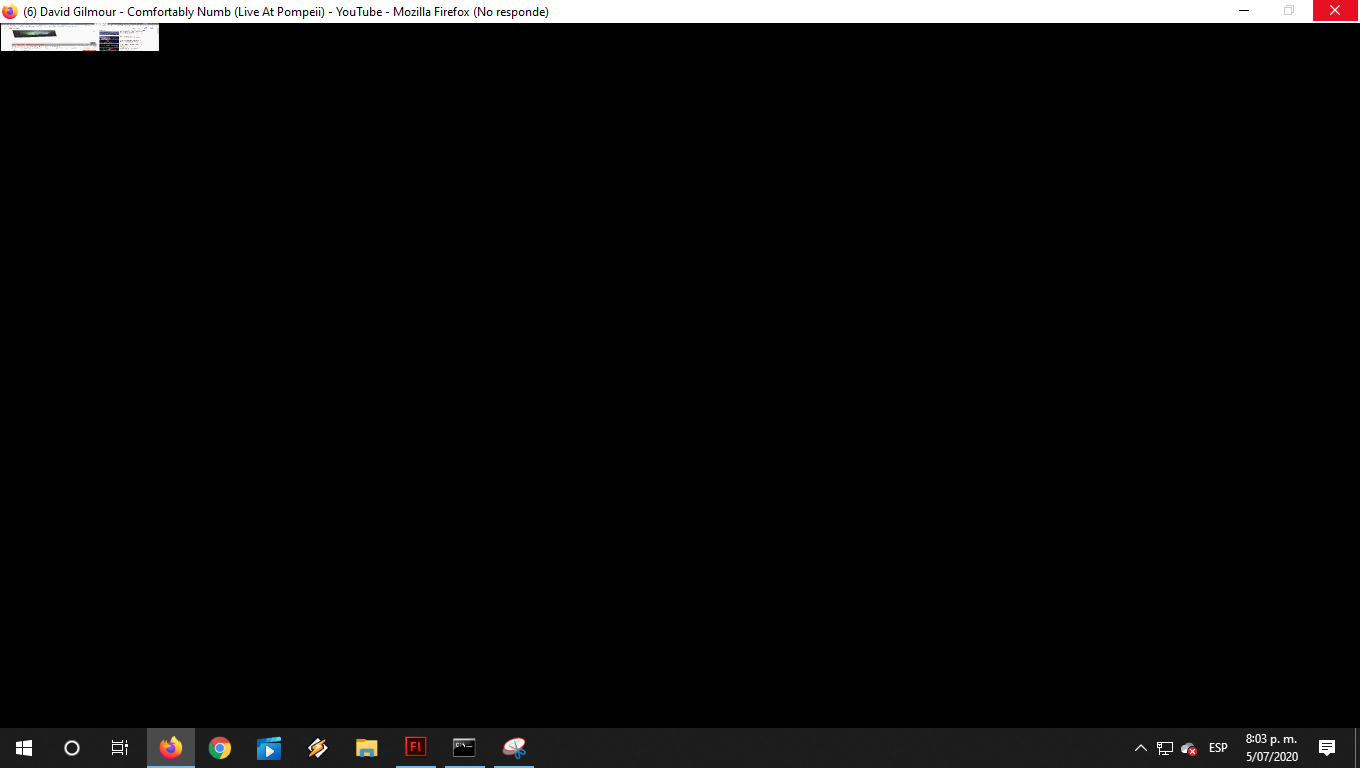 (6) David Gilmour - Comfortably Numb (Live At Pompeii) - YouTube - Mozilla Firefox (No responde)
Fl
C:\_
ESP
8:03 p. m.
5/07/2020